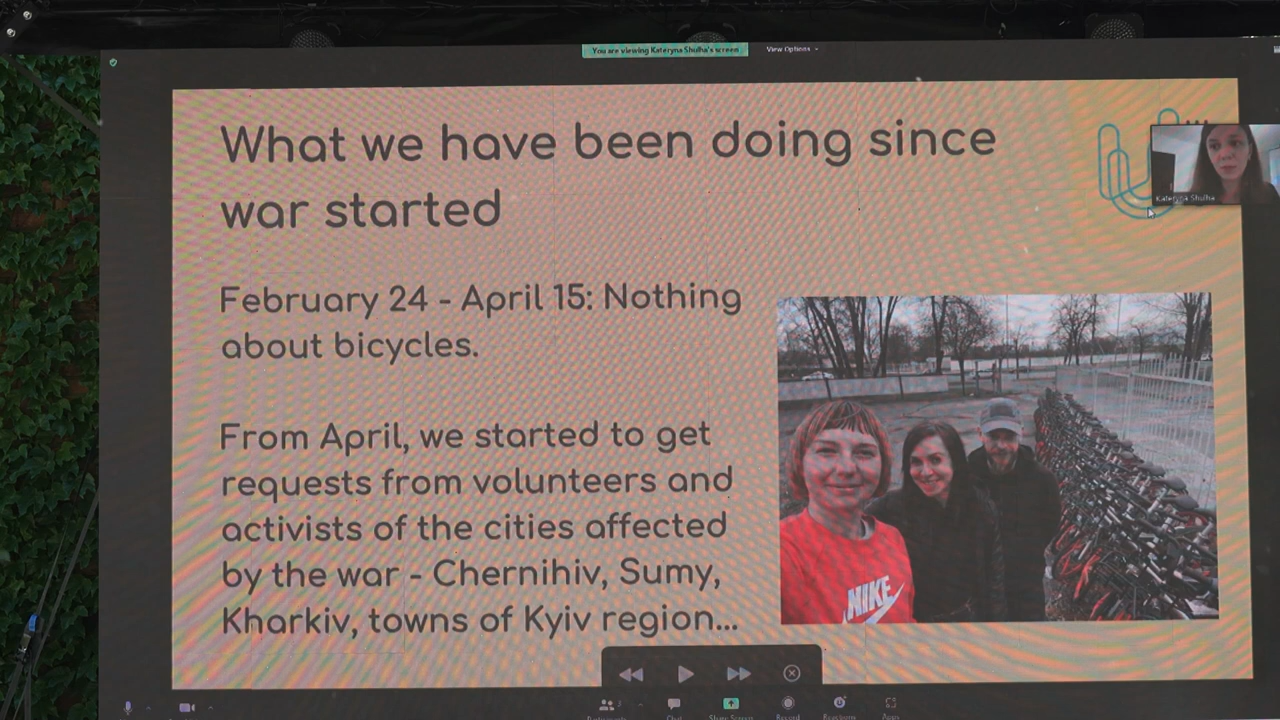 You are viewing Kateryna Shulha's screen
View Options
What we have been doing since
war started
Kateryna Shulha
February 24 - April 15: Nothing
about bicycles.
From April, we started to get
requests from volunteers and
activists of the cities affected
by the war - Chernihiv, Sumy,
Kharkiv, towns of Kyiv region...
NIKE
Chat
Share Screen
Record
Reactions
Apps